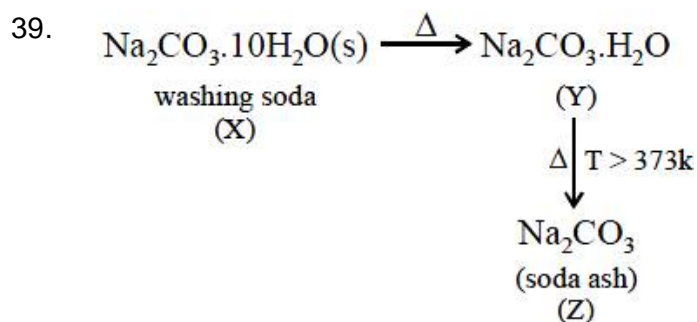 39.
Na₂CO₃.10H₂O(s) —Δ→ Na₂CO₃.H₂O
washing soda
(X)
(Y)
Δ T > 373k
Na₂CO₃
(soda ash)
(Z)